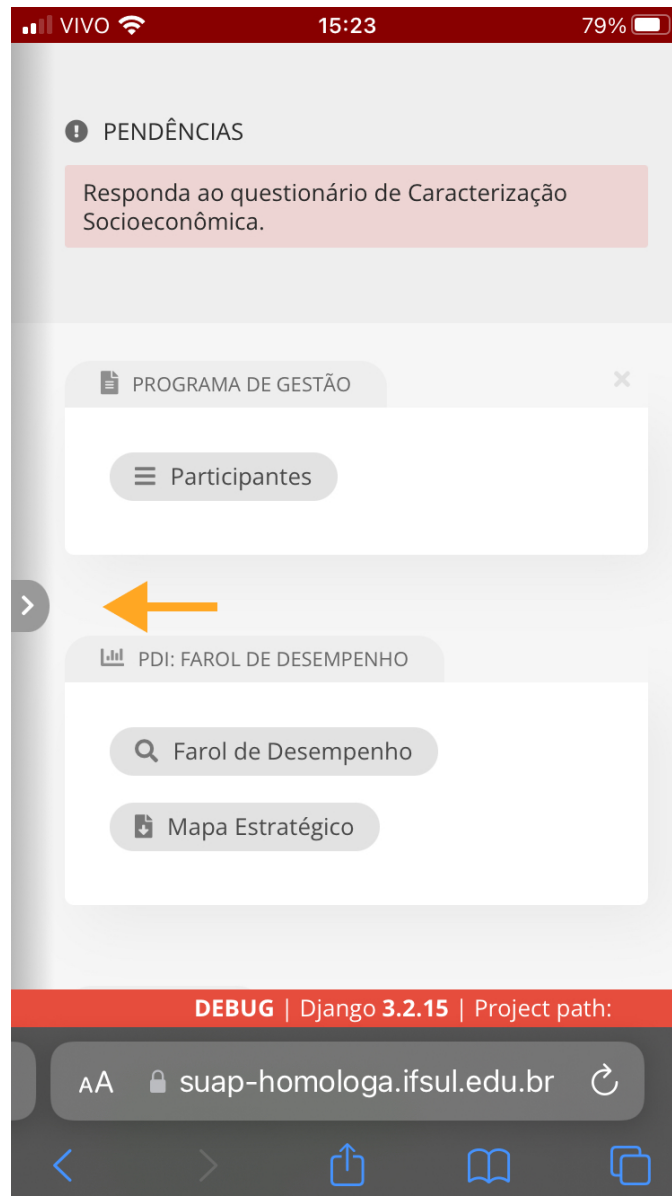 VIVO 15:23 79%
PENDÊNCIAS
Responda ao questionário de Caracterização
Socioeconômica.
PROGRAMA DE GESTÃO
Participantes
PDI: FAROL DE DESEMPENHO
Farol de Desempenho
Mapa Estratégico
DEBUG | Django 3.2.15 | Project path:
AA suap-homologa.ifsul.edu.br